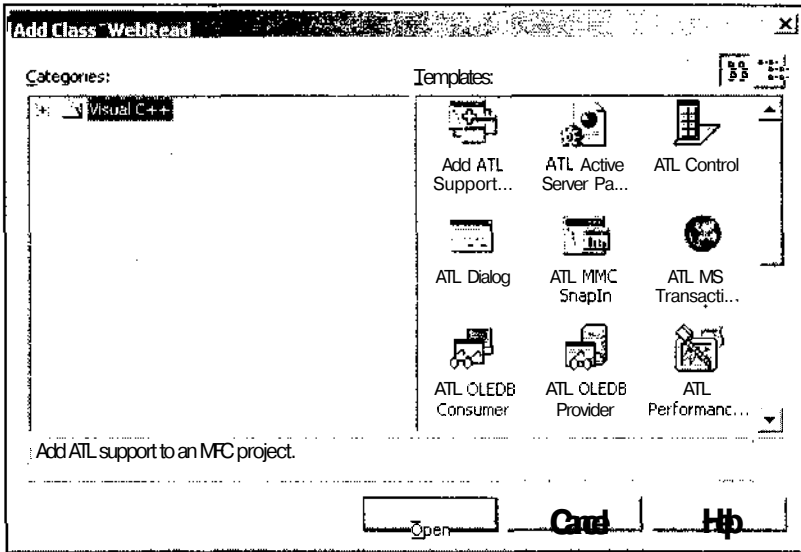 Add Class - WebRead
Categories:
Templates:
Visual C++
Add ATL Support...
ATL Active Server Pa...
ATL Control
ATL Dialog
ATL MMC SnapIn
ATL MS Transacti...
ATL OLEDB Consumer
ATL OLEDB Provider
ATL Performanc...
Add ATL support to an MFC project.
Open
Cancel
Help